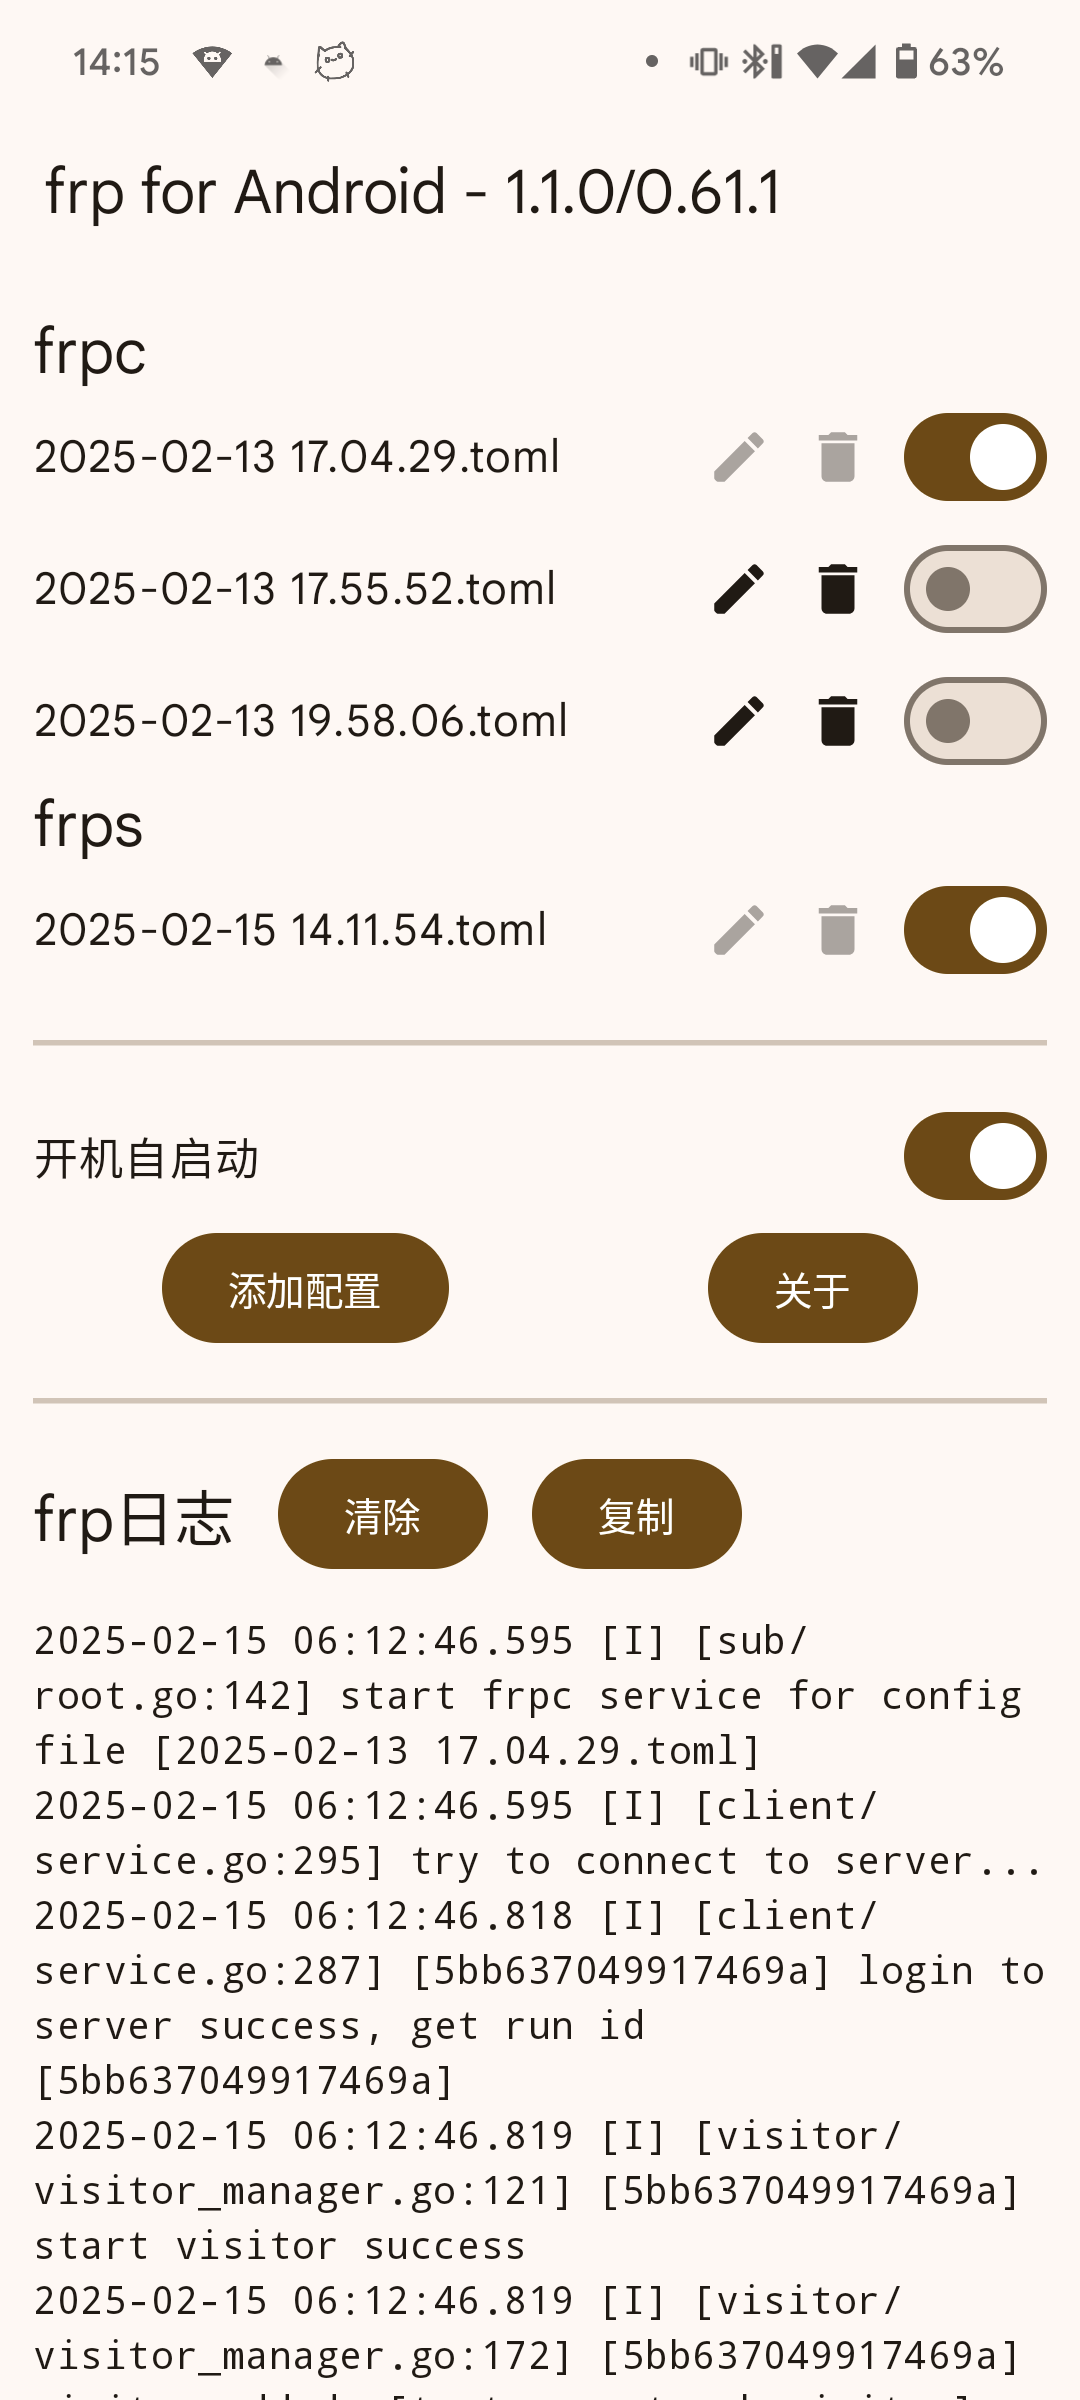 14:15
63%
frp for Android - 1.1.0/0.61.1
frpc
2025-02-13 17.04.29.toml
2025-02-13 17.55.52.toml
2025-02-13 19.58.06.toml
frps
2025-02-15 14.11.54.toml
开机自启动
添加配置 关于
frp日志 清除 复制
2025-02-15 06:12:46.595 [I] [sub/
root.go:142] start frpc service for config
file [2025-02-13 17.04.29.toml]
2025-02-15 06:12:46.595 [I] [client/
service.go:295] try to connect to server...
2025-02-15 06:12:46.818 [I] [client/
service.go:287] [5bb637049917469a] login to
server success, get run id
[5bb637049917469a]
2025-02-15 06:12:46.819 [I] [visitor/
visitor_manager.go:121] [5bb637049917469a]
start visitor success
2025-02-15 06:12:46.819 [I] [visitor/
visitor_manager.go:172] [5bb637049917469a]